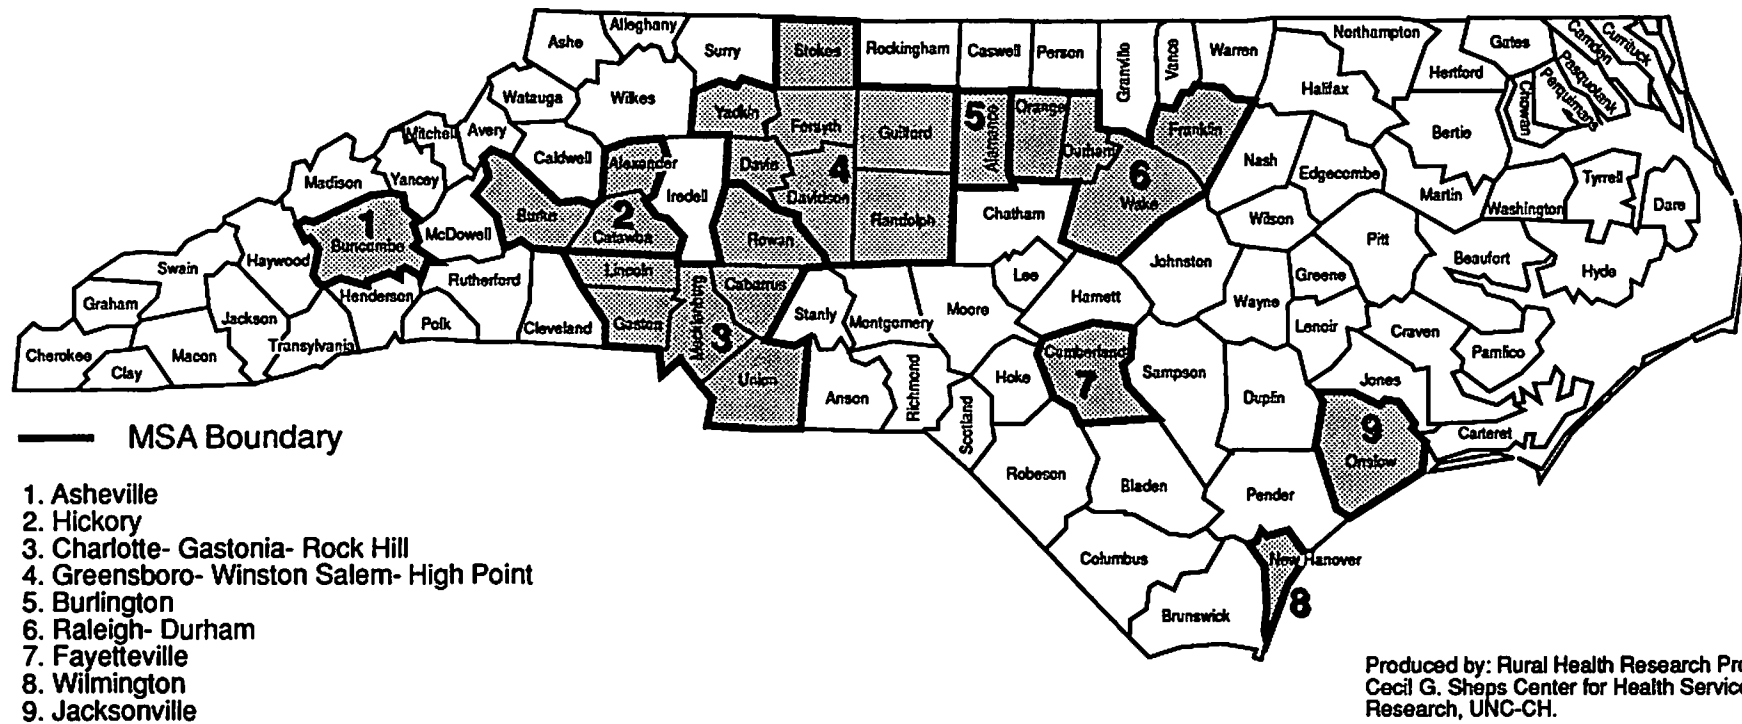 Alleghany
Ashe
Surry
Stokes
Rockingham
Caswell
Person
Granville
Vance
Warren
Northampton
Gates
Camden
Currituck
Hertford
Pasquotank
Perquimans
Chowan
Halifax
Bertie
Watauga
Wilkes
Yadkin
Forsyth
Guilford
5
Alamance
Orange
Durham
Franklin
Mitchell
Avery
Caldwell
Alexander
Iredell
Davie
4
Davidson
Randolph
6
Wake
Nash
Edgecombe
Martin
Washington
Tyrrell
Dare
Madison
Yancey
Burke
2
Catawba
Rowan
Chatham
Wilson
Pitt
Beaufort
Hyde
1
Buncombe
McDowell
Haywood
Swain
Rutherford
Lincoln
Mecklenburg
Cabarrus
Lee
Johnston
Greene
Wayne
Graham
Jackson
Henderson
Polk
Cleveland
Gaston
3
Stanly
Montgomery
Moore
Harnett
Lenoir
Craven
Pamlico
Cherokee
Clay
Macon
Transylvania
Union
Anson
Richmond
Scotland
Hoke
Cumberland
7
Sampson
Duplin
Jones
9
Onslow
Carteret
Robeson
Bladen
Pender
Columbus
New Hanover
8
Brunswick
MSA Boundary
1. Asheville
2. Hickory
3. Charlotte- Gastonia- Rock Hill
4. Greensboro- Winston Salem- High Point
5. Burlington
6. Raleigh- Durham
7. Fayetteville
8. Wilmington
9. Jacksonville
Produced by: Rural Health Research Pro
Cecil G. Sheps Center for Health Service
Research, UNC-CH.